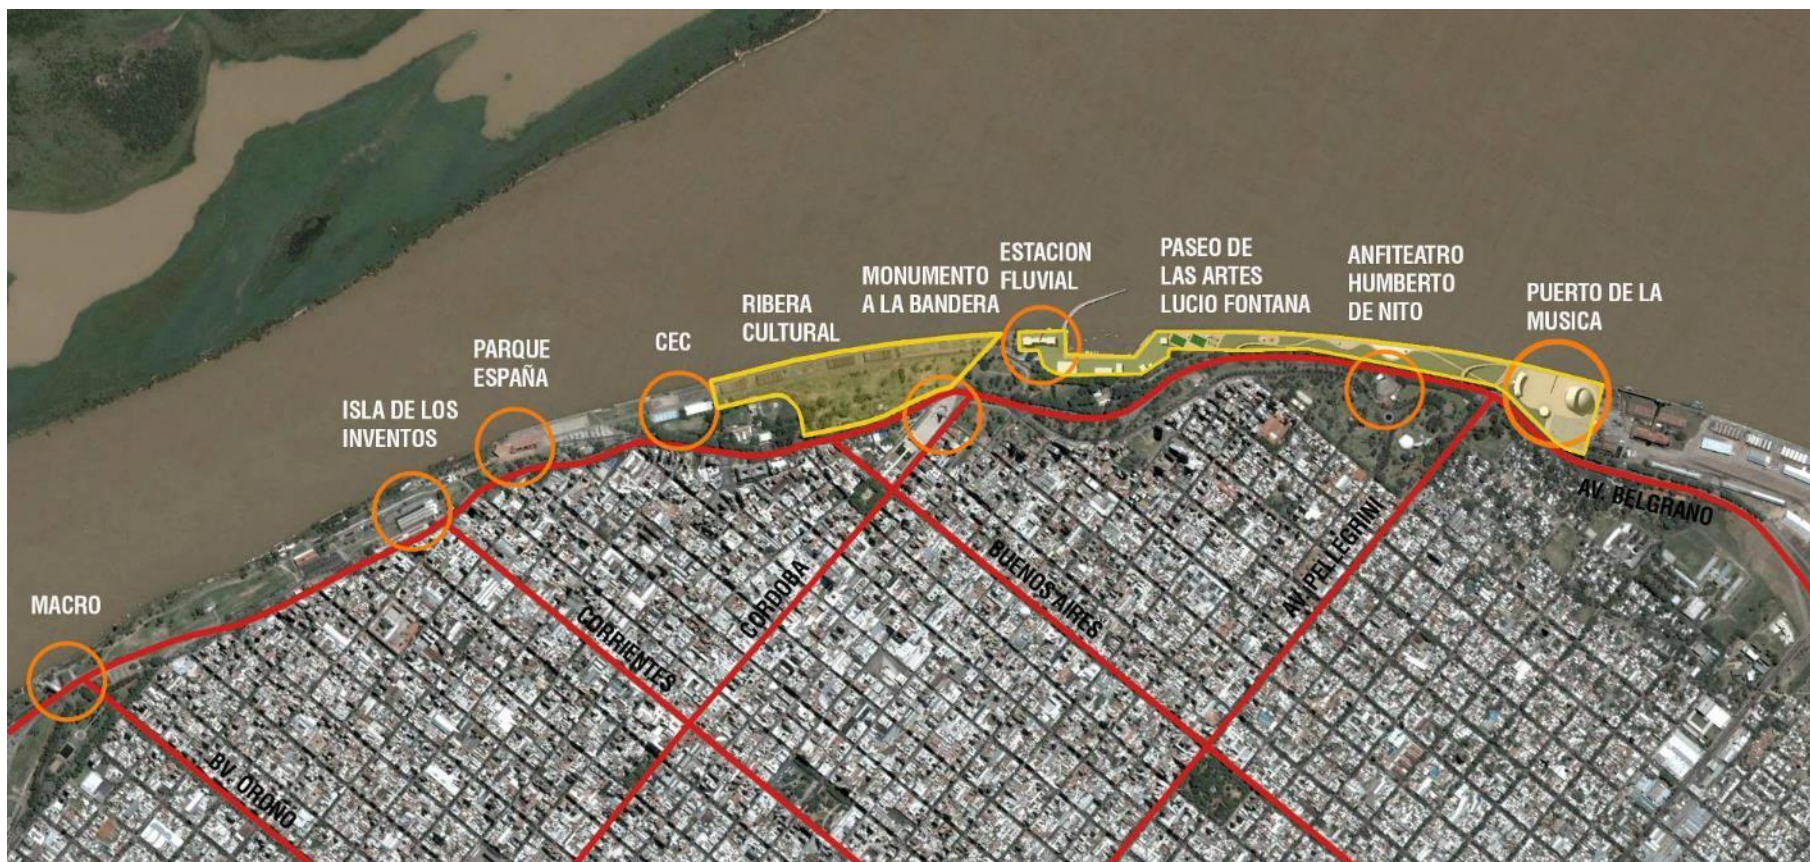 MACRO
ISLA DE LOS
INVENTOS
PARQUE
ESPAÑA
CEC
RIBERA
CULTURAL
MONUMENTO
A LA BANDERA
ESTACION
FLUVIAL
PASEO DE
LAS ARTES
LUCIO FONTANA
ANFITEATRO
HUMBERTO
DE NITO
PUERTO DE LA
MUSICA
BV. OROÑO
CORRIENTES
CORDOBA
BUENOS AIRES
AV. PELEGRINI
AV. BELGRANO